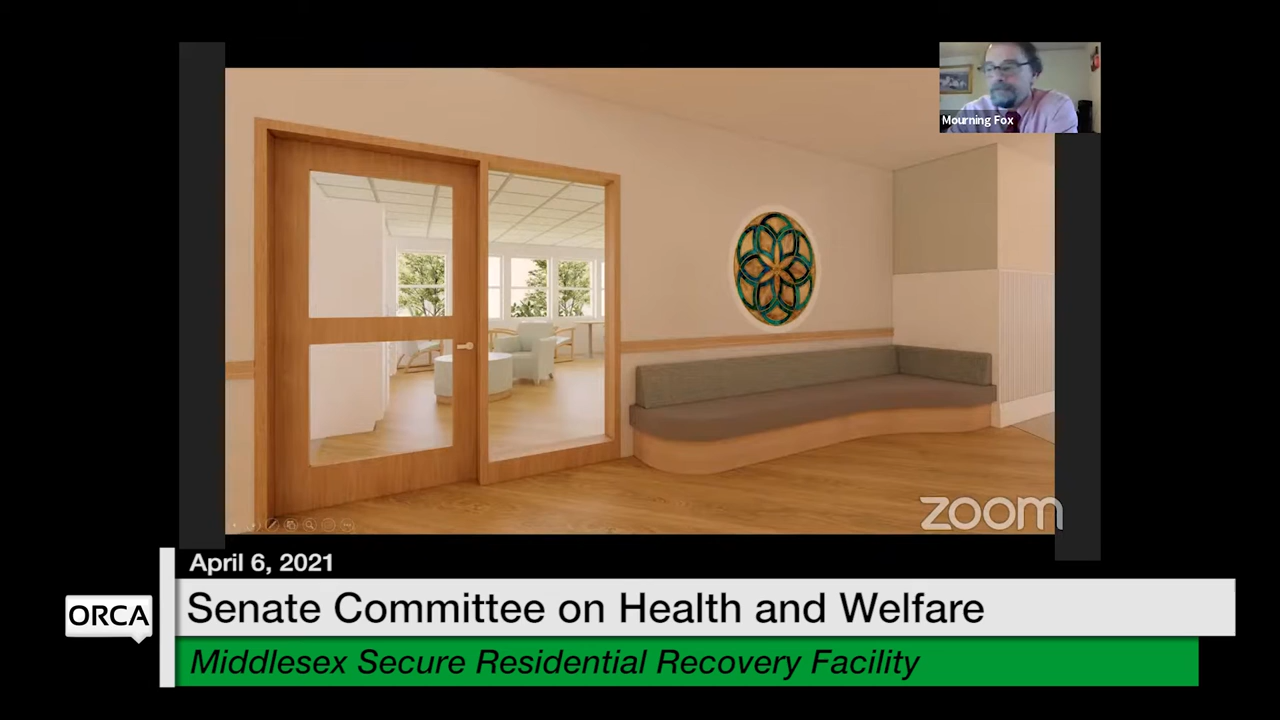 Mourning Fox
zoom
April 6, 2021
Senate Committee on Health and Welfare
ORCA
Middlesex Secure Residential Recovery Facility